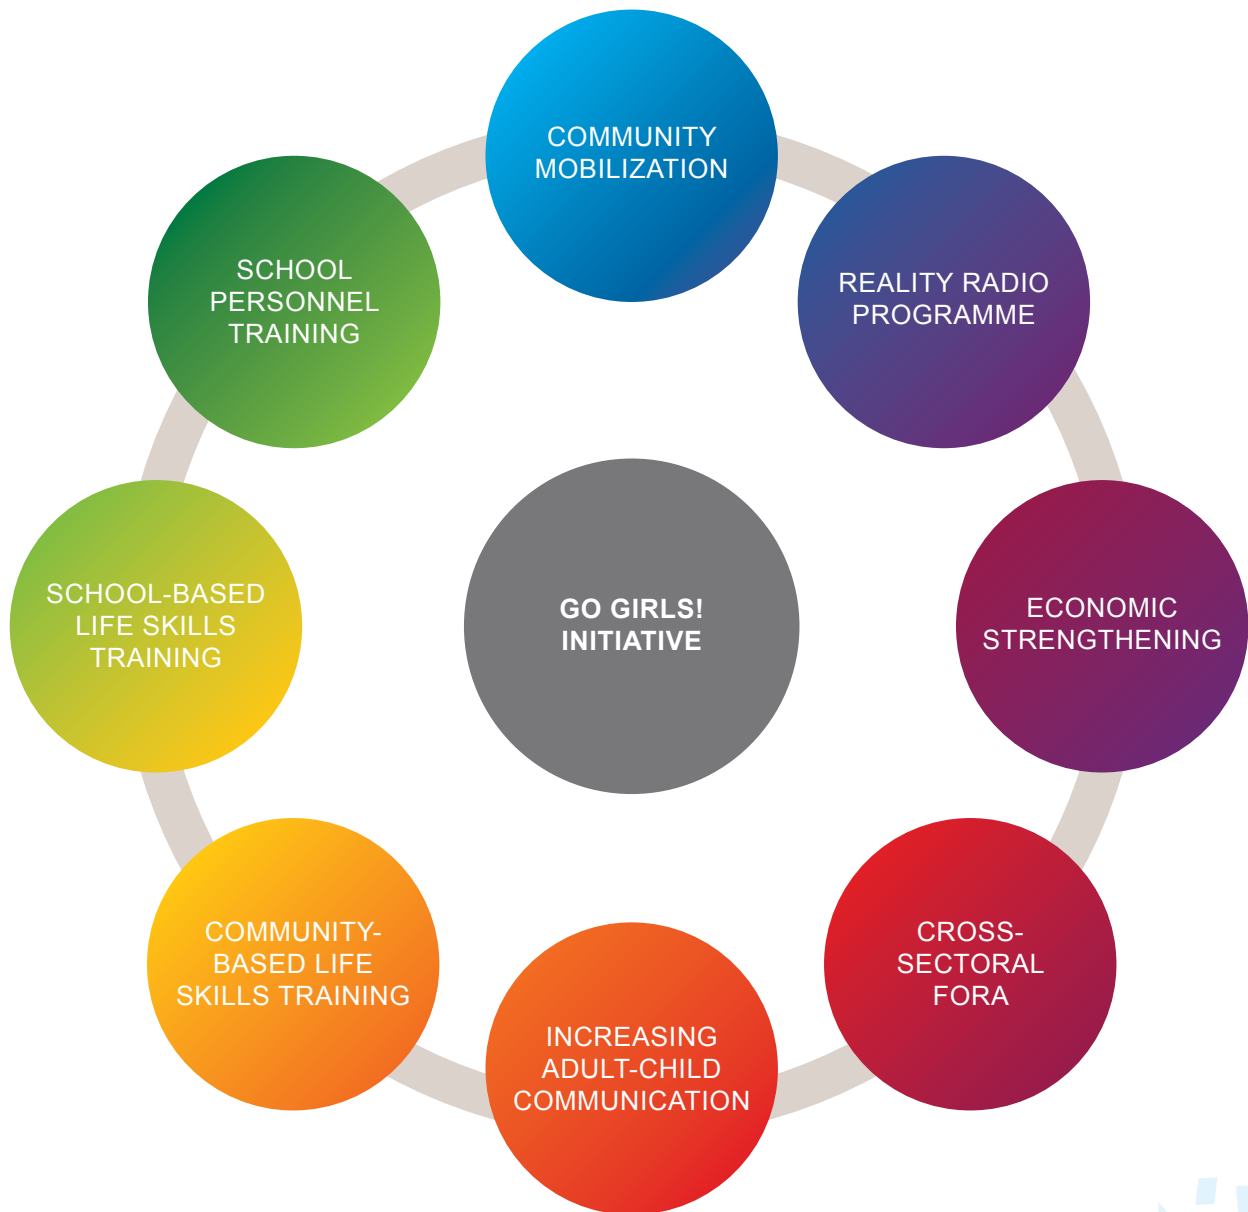 COMMUNITY
MOBILIZATION
REALITY RADIO
PROGRAMME
ECONOMIC
STRENGTHENING
CROSS-
SECTORAL
FORA
INCREASING
ADULT-CHILD
COMMUNICATION
COMMUNITY-
BASED LIFE
SKILLS TRAINING
SCHOOL-BASED
LIFE SKILLS
TRAINING
SCHOOL
PERSONNEL
TRAINING
GO GIRLS!
INITIATIVE